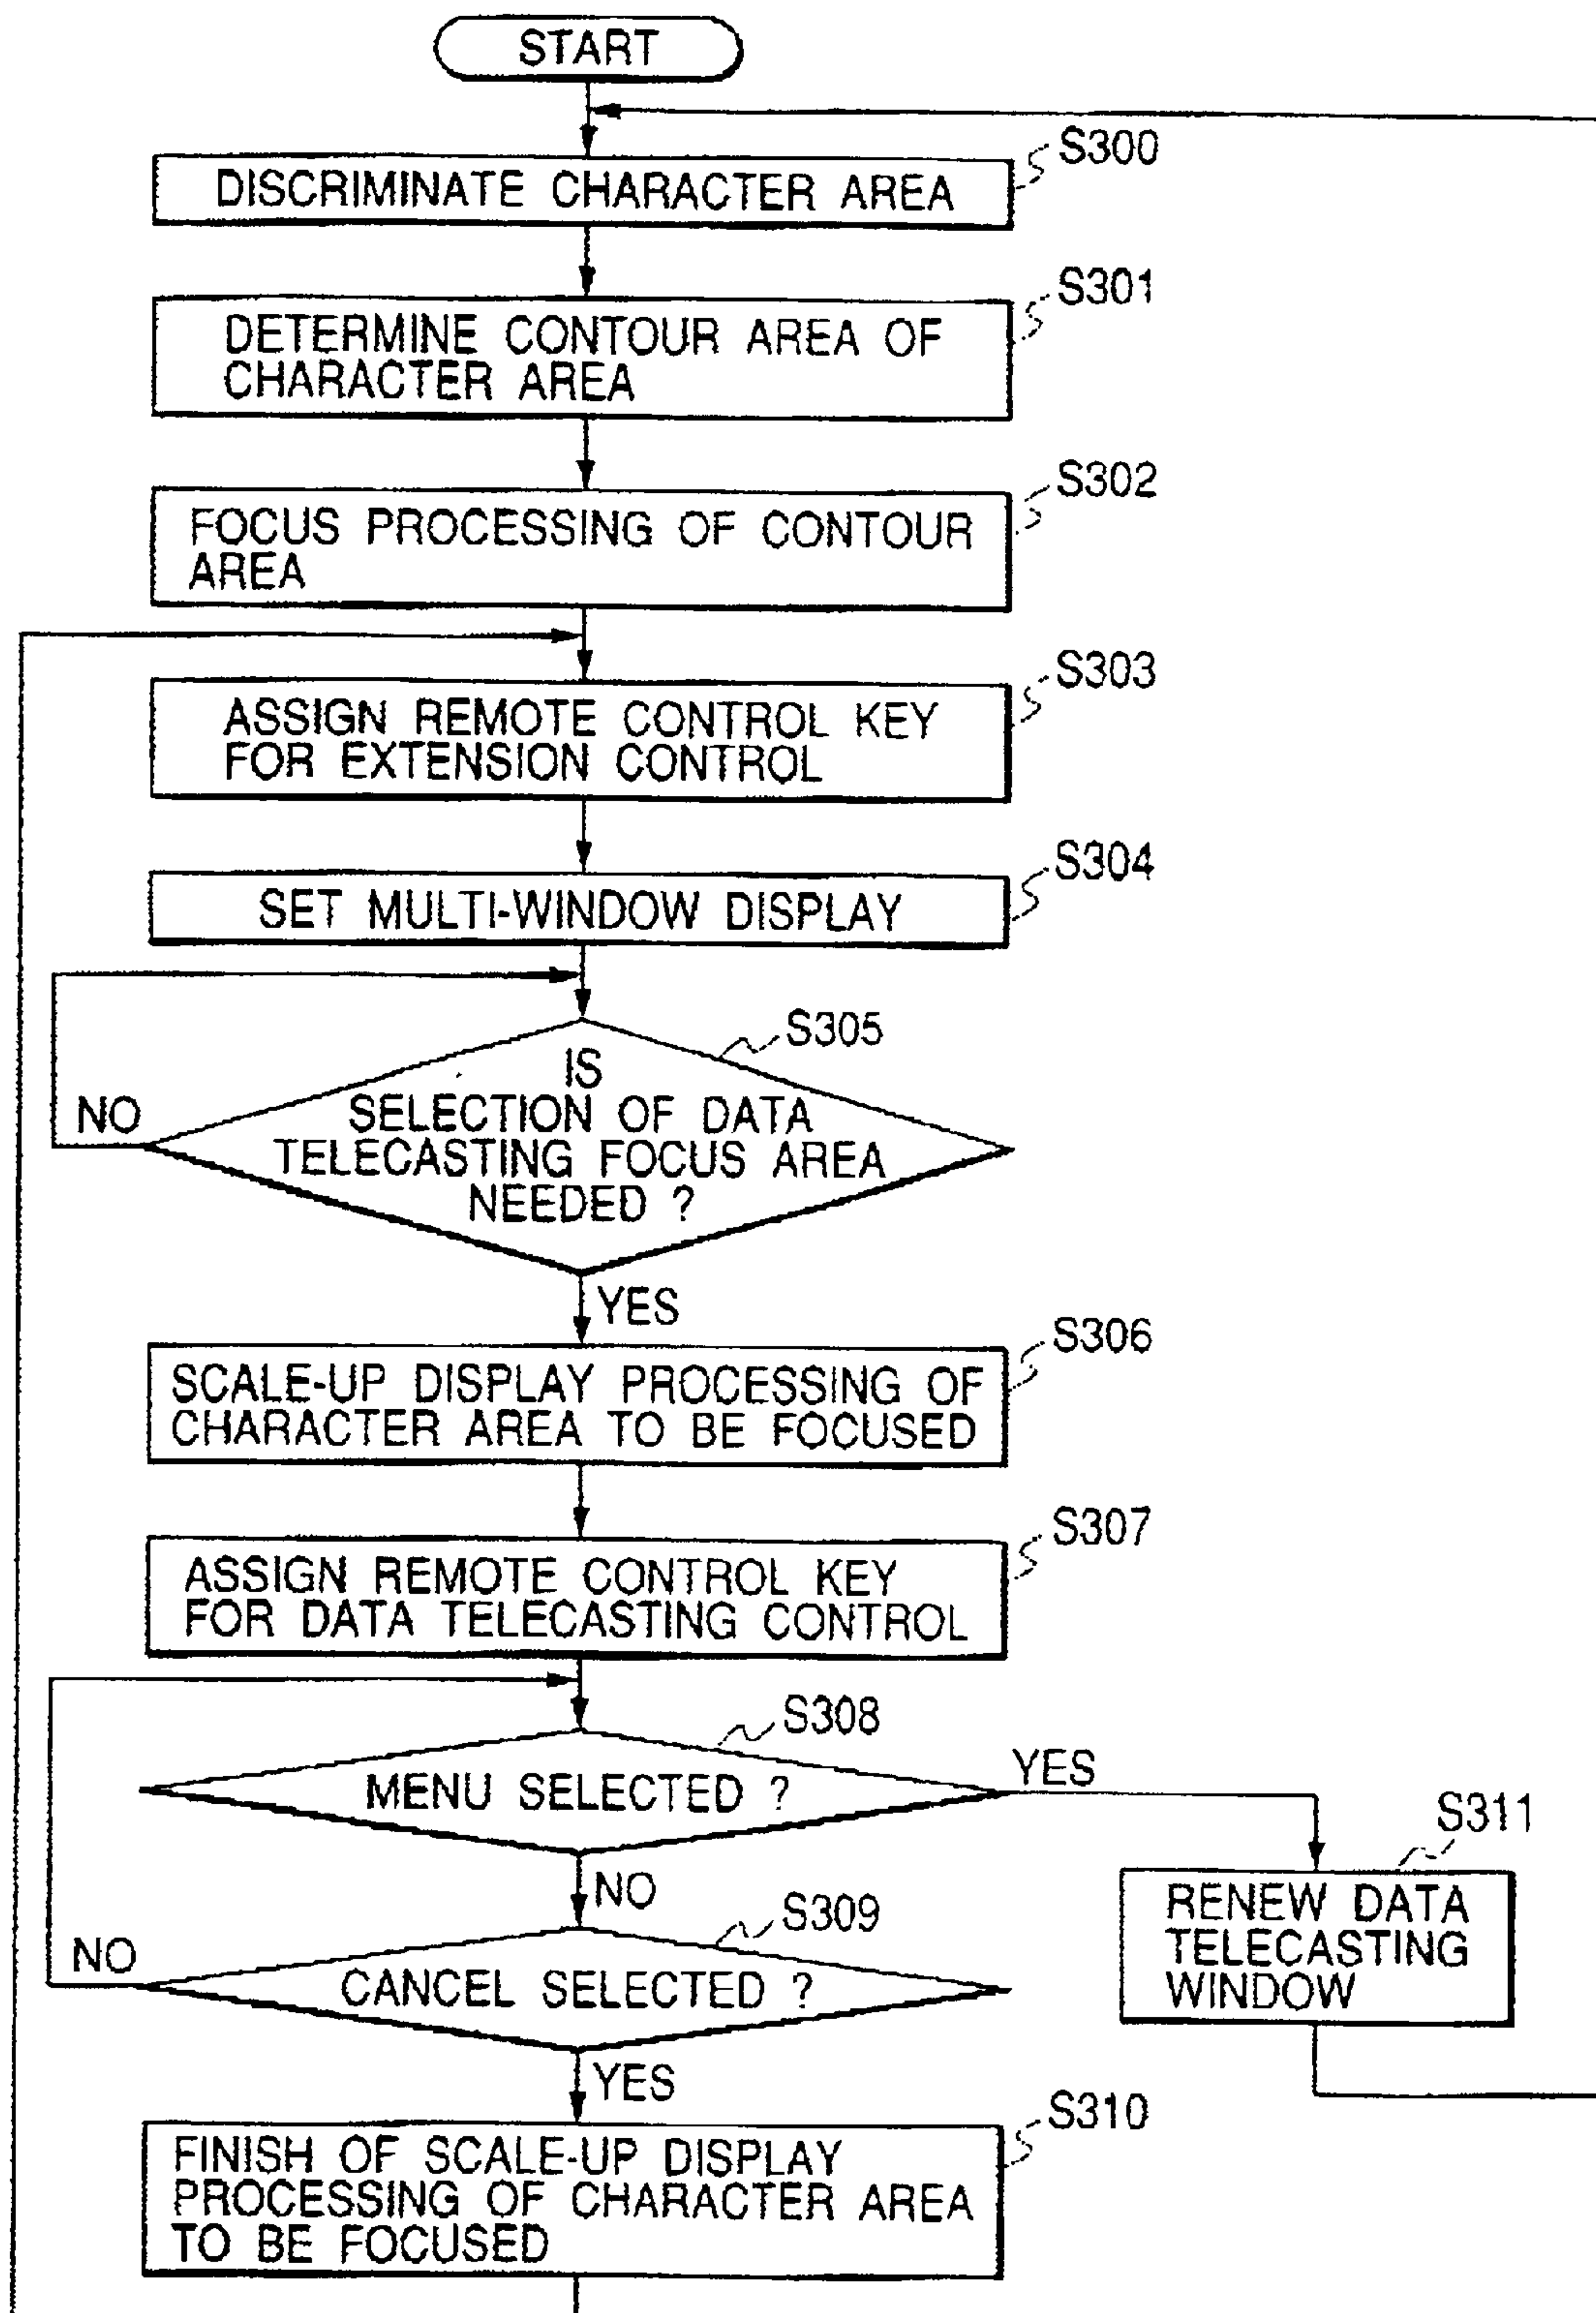 START
S300
DISCRIMINATE CHARACTER AREA
S301
DETERMINE CONTOUR AREA OF
CHARACTER AREA
S302
FOCUS PROCESSING OF CONTOUR
AREA
S303
ASSIGN REMOTE CONTROL KEY
FOR EXTENSION CONTROL
S304
SET MULTI-WINDOW DISPLAY
S305
IS
SELECTION OF DATA
TELECASTING FOCUS AREA
NEEDED ?
NO
YES
S306
SCALE-UP DISPLAY PROCESSING OF
CHARACTER AREA TO BE FOCUSED
S307
ASSIGN REMOTE CONTROL KEY
FOR DATA TELECASTING CONTROL
S308
MENU SELECTED ?
YES
S311
RENEW DATA
TELECASTING
WINDOW
NO
S309
NO
CANCEL SELECTED ?
YES
S310
FINISH OF SCALE-UP DISPLAY
PROCESSING OF CHARACTER AREA
TO BE FOCUSED